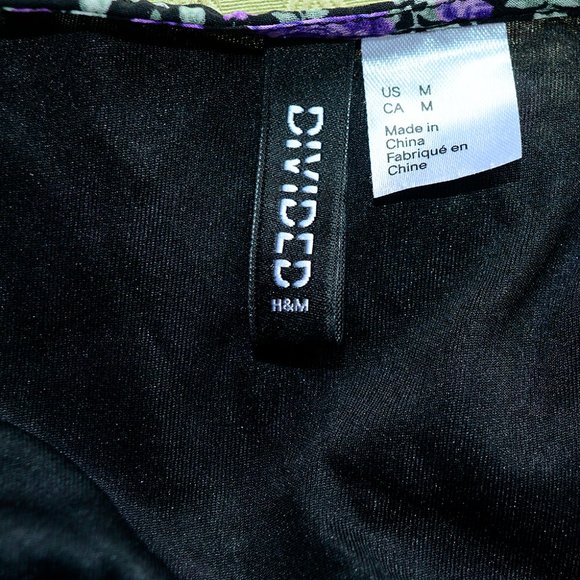 DIVIDED
H&M
US M
CA M
Made in
China
Fabriqué en
Chine